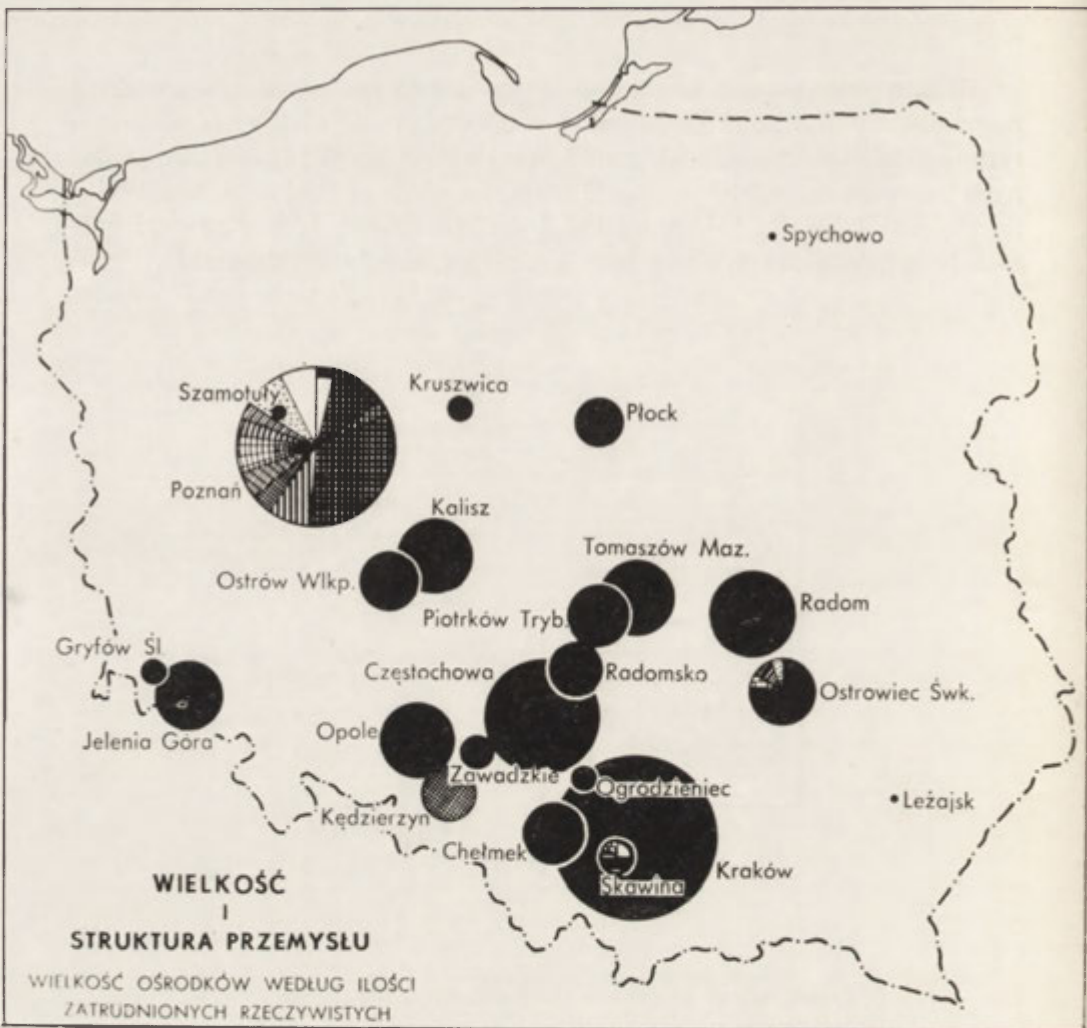 Spychowo
Szamotuły
Kruszwica
Płock
Poznań
Kalisz
Ostrów Wlkp.
Tomaszów Maz.
Piotrków Tryb.
Radom
Gryfów Śl.
Częstochowa
Radomsko
Ostrowiec Św​k.
Jelenia Góra
Opole
Zawadzkie
Ogrodzieniec
Leżajsk
Kędzierzyn
Chełmek
Kraków
Skawina
WIELKOŚĆ
I
STRUKTURA PRZEMYSŁU
WIELKOŚĆ OŚRODKÓW WEDŁUG ILOŚCI
ZATRUDNIONYCH RZECZYWISTYCH